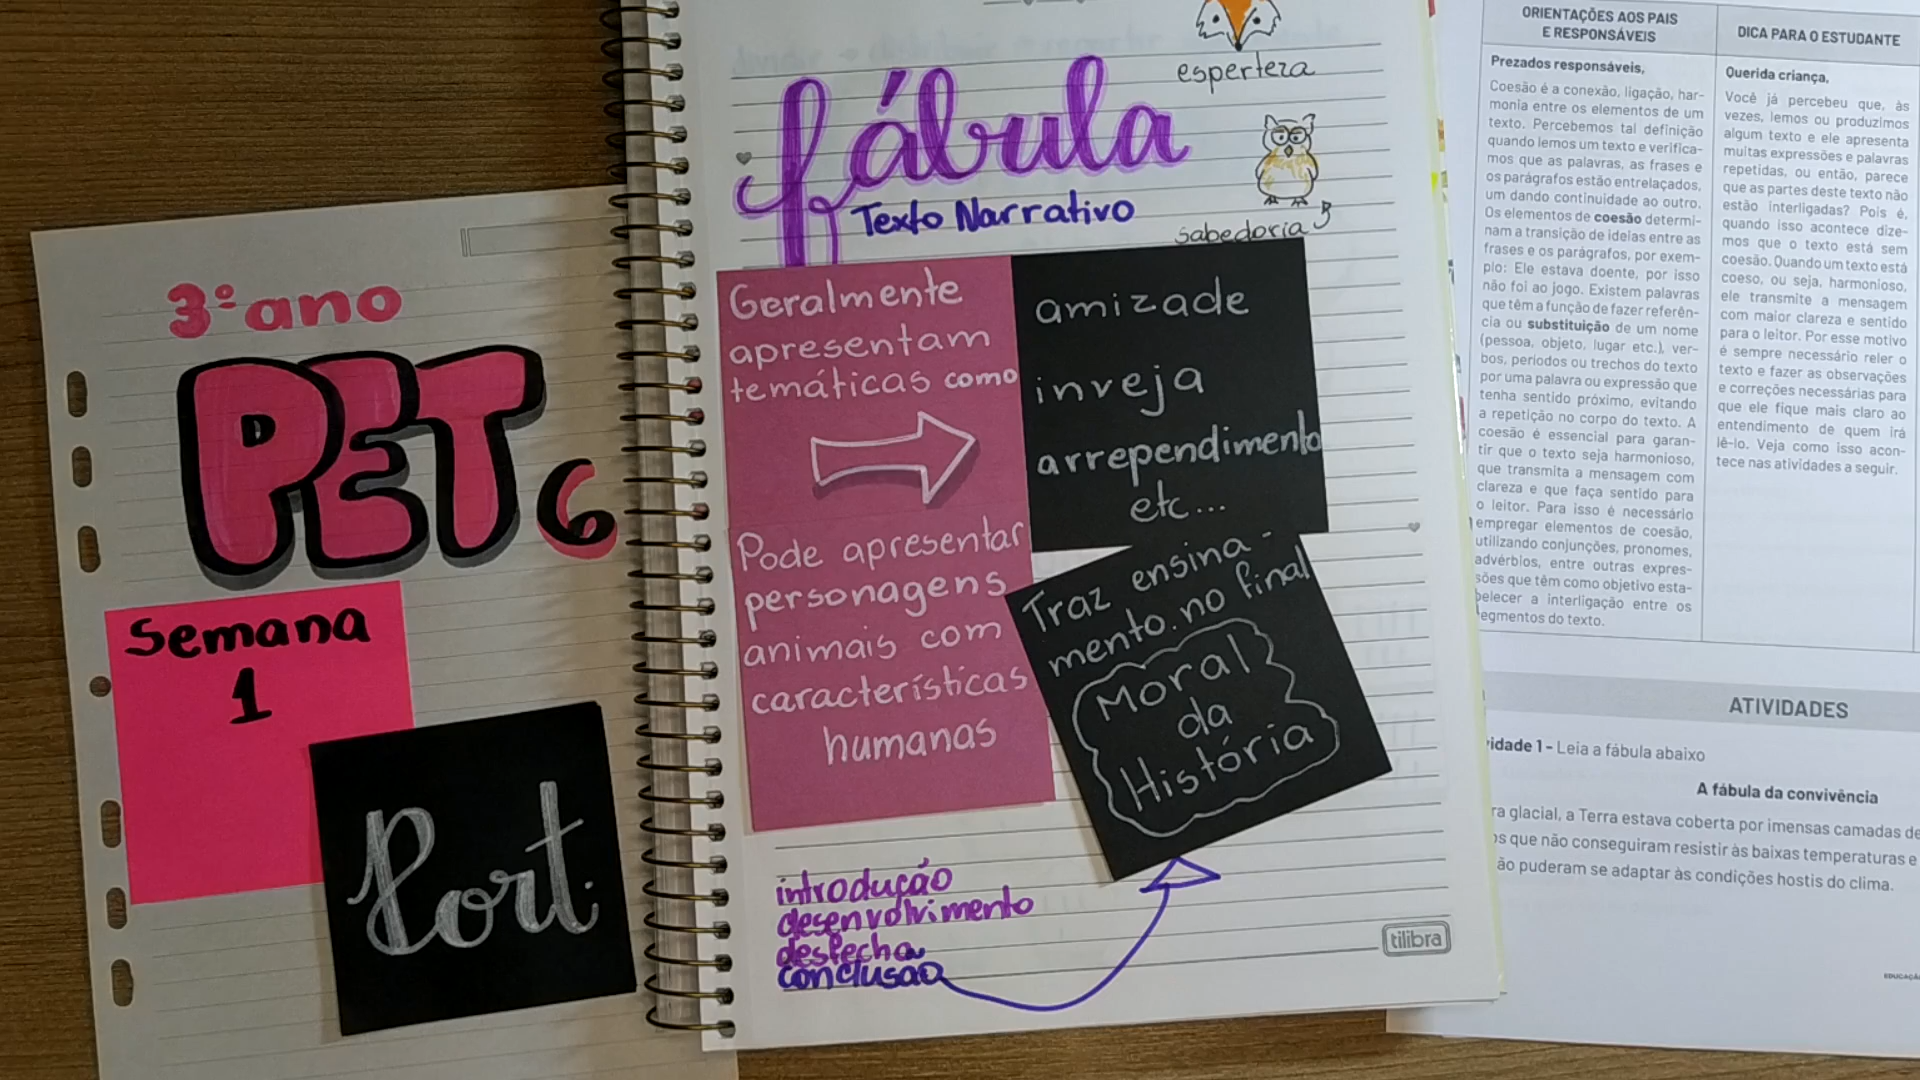 3º ano
PET 6
Semana
1
Port.
fábula
Texto Narrativo
esperteza
sabedoria
Geralmente
apresentam
temáticas como
amizade
inveja
arrependimento
etc...
Pode apresentar
personagens
animais com
características
humanas
Traz ensina-
mento no final
Moral
da
História
introdução
desenvolvimento
desfecho
conclusão
tilibra
ORIENTAÇÕES AOS PAIS
E RESPONSÁVEIS
Prezados responsáveis,
Coesão é a conexão, ligação, har-
monia entre os elementos de um
texto. Percebemos tal definição
quando lemos um texto e verifica-
mos que as palavras, as frases e
os parágrafos estão entrelaçados,
um dando continuidade ao outro.
Os elementos de coesão determi-
nam a transição de ideias entre as
frases e os parágrafos, por exem-
plo: Ele estava doente, por isso
não foi ao jogo. Existem palavras
que têm a função de fazer referên-
cia ou substituição de um nome
(pessoa, objeto, lugar etc.), ver-
bos, períodos ou trechos do texto
por uma palavra ou expressão que
tenha sentido próximo, evitando
a repetição no corpo do texto. A
coesão é essencial para garan-
tir que o texto seja harmonioso,
que transmita a mensagem com
clareza e que faça sentido para
o leitor. Para isso é necessário
empregar elementos de coesão,
utilizando conjunções, pronomes,
advérbios, entre outras expres-
sões que têm como objetivo esta-
belecer a interligação entre os
egmentos do texto.
DICA PARA O ESTUDANTE
Querida criança,
Você já percebeu que, às
vezes, lemos ou produzimos
algum texto e ele apresenta
muitas expressões e palavras
repetidas, ou então, parece
que as partes deste texto não
estão interligadas? Pois é,
quando isso acontece dize-
mos que o texto está sem
coesão. Quando um texto está
coeso, ou seja, harmonioso,
ele transmite a mensagem
com maior clareza e sentido
para o leitor. Por esse motivo
é sempre necessário reler o
texto e fazer as observações
e correções necessárias para
que ele fique mais claro ao
entendimento de quem irá
lê-lo. Veja como isso acon-
tece nas atividades a seguir.
ATIVIDADES
idade 1 - Leia a fábula abaixo
A fábula da convivência
ra glacial, a Terra estava coberta por imensas camadas de
os que não conseguiram resistir às baixas temperaturas e
ão puderam se adaptar às condições hostis do clima.